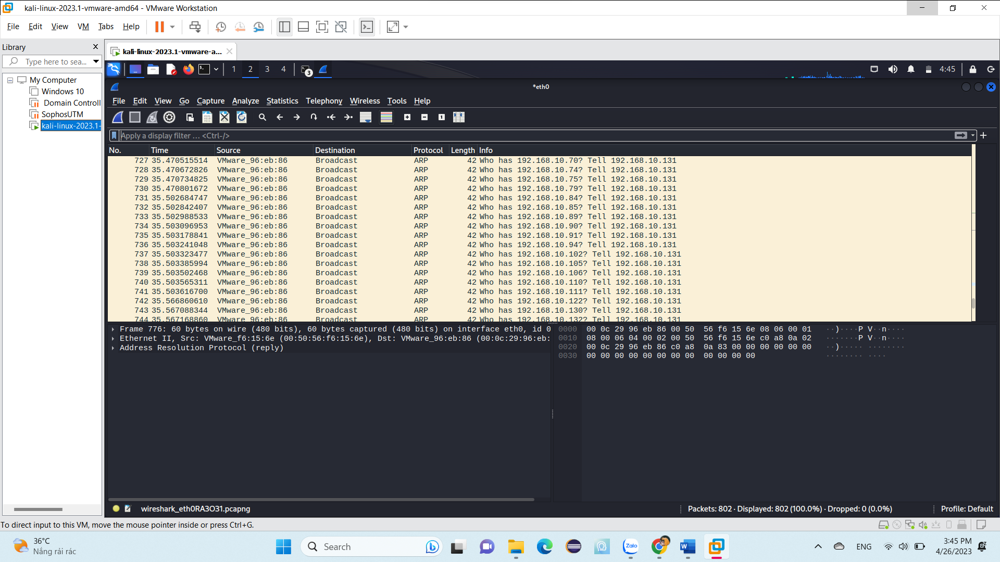 kali-linux-2023.1-vmware-amd64 - VMware Workstation
File Edit View VM Tabs Help
Library
Type here to sea...
My Computer
Windows 10
Domain Controll
SophosUTM
kali-linux-2023.1-
kali-linux-2023.1-vmware-a...
1 2 3 4 3 4:45
*eth0
File Edit View Go Capture Analyze Statistics Telephony Wireless Tools Help
Apply a display filter ... <Ctrl-/>
No. Time Source Destination Protocol Length Info
727 35.470515514 VMware_96:eb:86 Broadcast ARP 42 Who has 192.168.10.70? Tell 192.168.10.131
728 35.470672826 VMware_96:eb:86 Broadcast ARP 42 Who has 192.168.10.74? Tell 192.168.10.131
729 35.470734825 VMware_96:eb:86 Broadcast ARP 42 Who has 192.168.10.75? Tell 192.168.10.131
730 35.470801672 VMware_96:eb:86 Broadcast ARP 42 Who has 192.168.10.79? Tell 192.168.10.131
731 35.502684747 VMware_96:eb:86 Broadcast ARP 42 Who has 192.168.10.84? Tell 192.168.10.131
732 35.502842407 VMware_96:eb:86 Broadcast ARP 42 Who has 192.168.10.85? Tell 192.168.10.131
733 35.502988533 VMware_96:eb:86 Broadcast ARP 42 Who has 192.168.10.89? Tell 192.168.10.131
734 35.503096953 VMware_96:eb:86 Broadcast ARP 42 Who has 192.168.10.90? Tell 192.168.10.131
735 35.503178841 VMware_96:eb:86 Broadcast ARP 42 Who has 192.168.10.91? Tell 192.168.10.131
736 35.503241048 VMware_96:eb:86 Broadcast ARP 42 Who has 192.168.10.94? Tell 192.168.10.131
737 35.503323477 VMware_96:eb:86 Broadcast ARP 42 Who has 192.168.10.102? Tell 192.168.10.131
738 35.503385994 VMware_96:eb:86 Broadcast ARP 42 Who has 192.168.10.105? Tell 192.168.10.131
739 35.503502468 VMware_96:eb:86 Broadcast ARP 42 Who has 192.168.10.106? Tell 192.168.10.131
740 35.503565311 VMware_96:eb:86 Broadcast ARP 42 Who has 192.168.10.110? Tell 192.168.10.131
741 35.503616700 VMware_96:eb:86 Broadcast ARP 42 Who has 192.168.10.111? Tell 192.168.10.131
742 35.566860610 VMware_96:eb:86 Broadcast ARP 42 Who has 192.168.10.122? Tell 192.168.10.131
743 35.567088344 VMware_96:eb:86 Broadcast ARP 42 Who has 192.168.10.130? Tell 192.168.10.131
744 35.567168860 VMware_96:eb:86 Broadcast ARP 42 Who has 192.168.10.132? Tell 192.168.10.131
Frame 776: 60 bytes on wire (480 bits), 60 bytes captured (480 bits) on interface eth0, id 0
Ethernet II, Src: VMware_f6:15:6e (00:50:56:f6:15:6e), Dst: VMware_96:eb:86 (00:0c:29:96:eb:
Address Resolution Protocol (reply)
0000 00 0c 29 96 eb 86 00 50 56 f6 15 6e 08 06 00 01 ··)····P V··n····
0010 08 00 06 04 00 02 00 50 56 f6 15 6e c0 a8 0a 02 ·······P V··n····
0020 00 0c 29 96 eb 86 c0 a8 0a 83 00 00 00 00 00 00 ··)····· ········
0030 00 00 00 00 00 00 00 00 00 00 00 00 ········ ····
wireshark_eth0RA3O31.pcapng
Packets: 802 · Displayed: 802 (100.0%) · Dropped: 0 (0.0%)
Profile: Default
To direct input to this VM, move the mouse pointer inside or press Ctrl+G.
36°C
Nắng rải rác
Search
Zalo
ENG
3:45 PM
4/26/2023